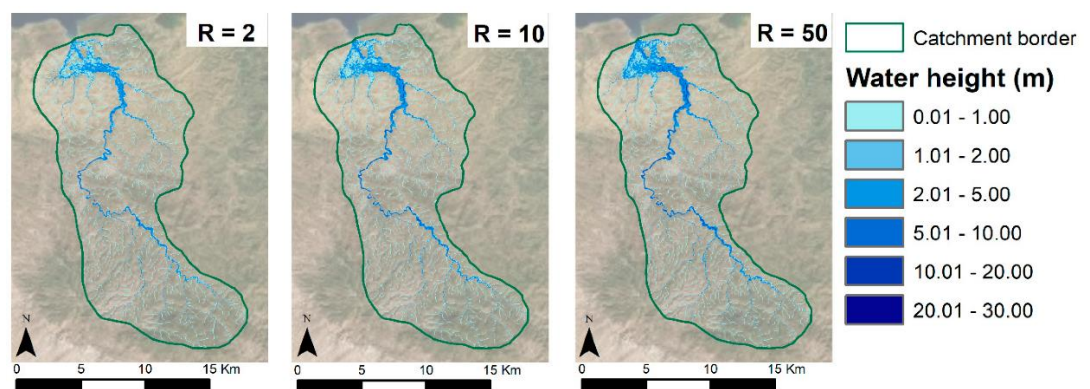 R = 2
R = 10
R = 50
Catchment border
Water height (m)
0.01 - 1.00
1.01 - 2.00
2.01 - 5.00
5.01 - 10.00
10.01 - 20.00
20.01 - 30.00
N
N
N
0 5 10 15 Km
0 5 10 15 Km
0 5 10 15 Km